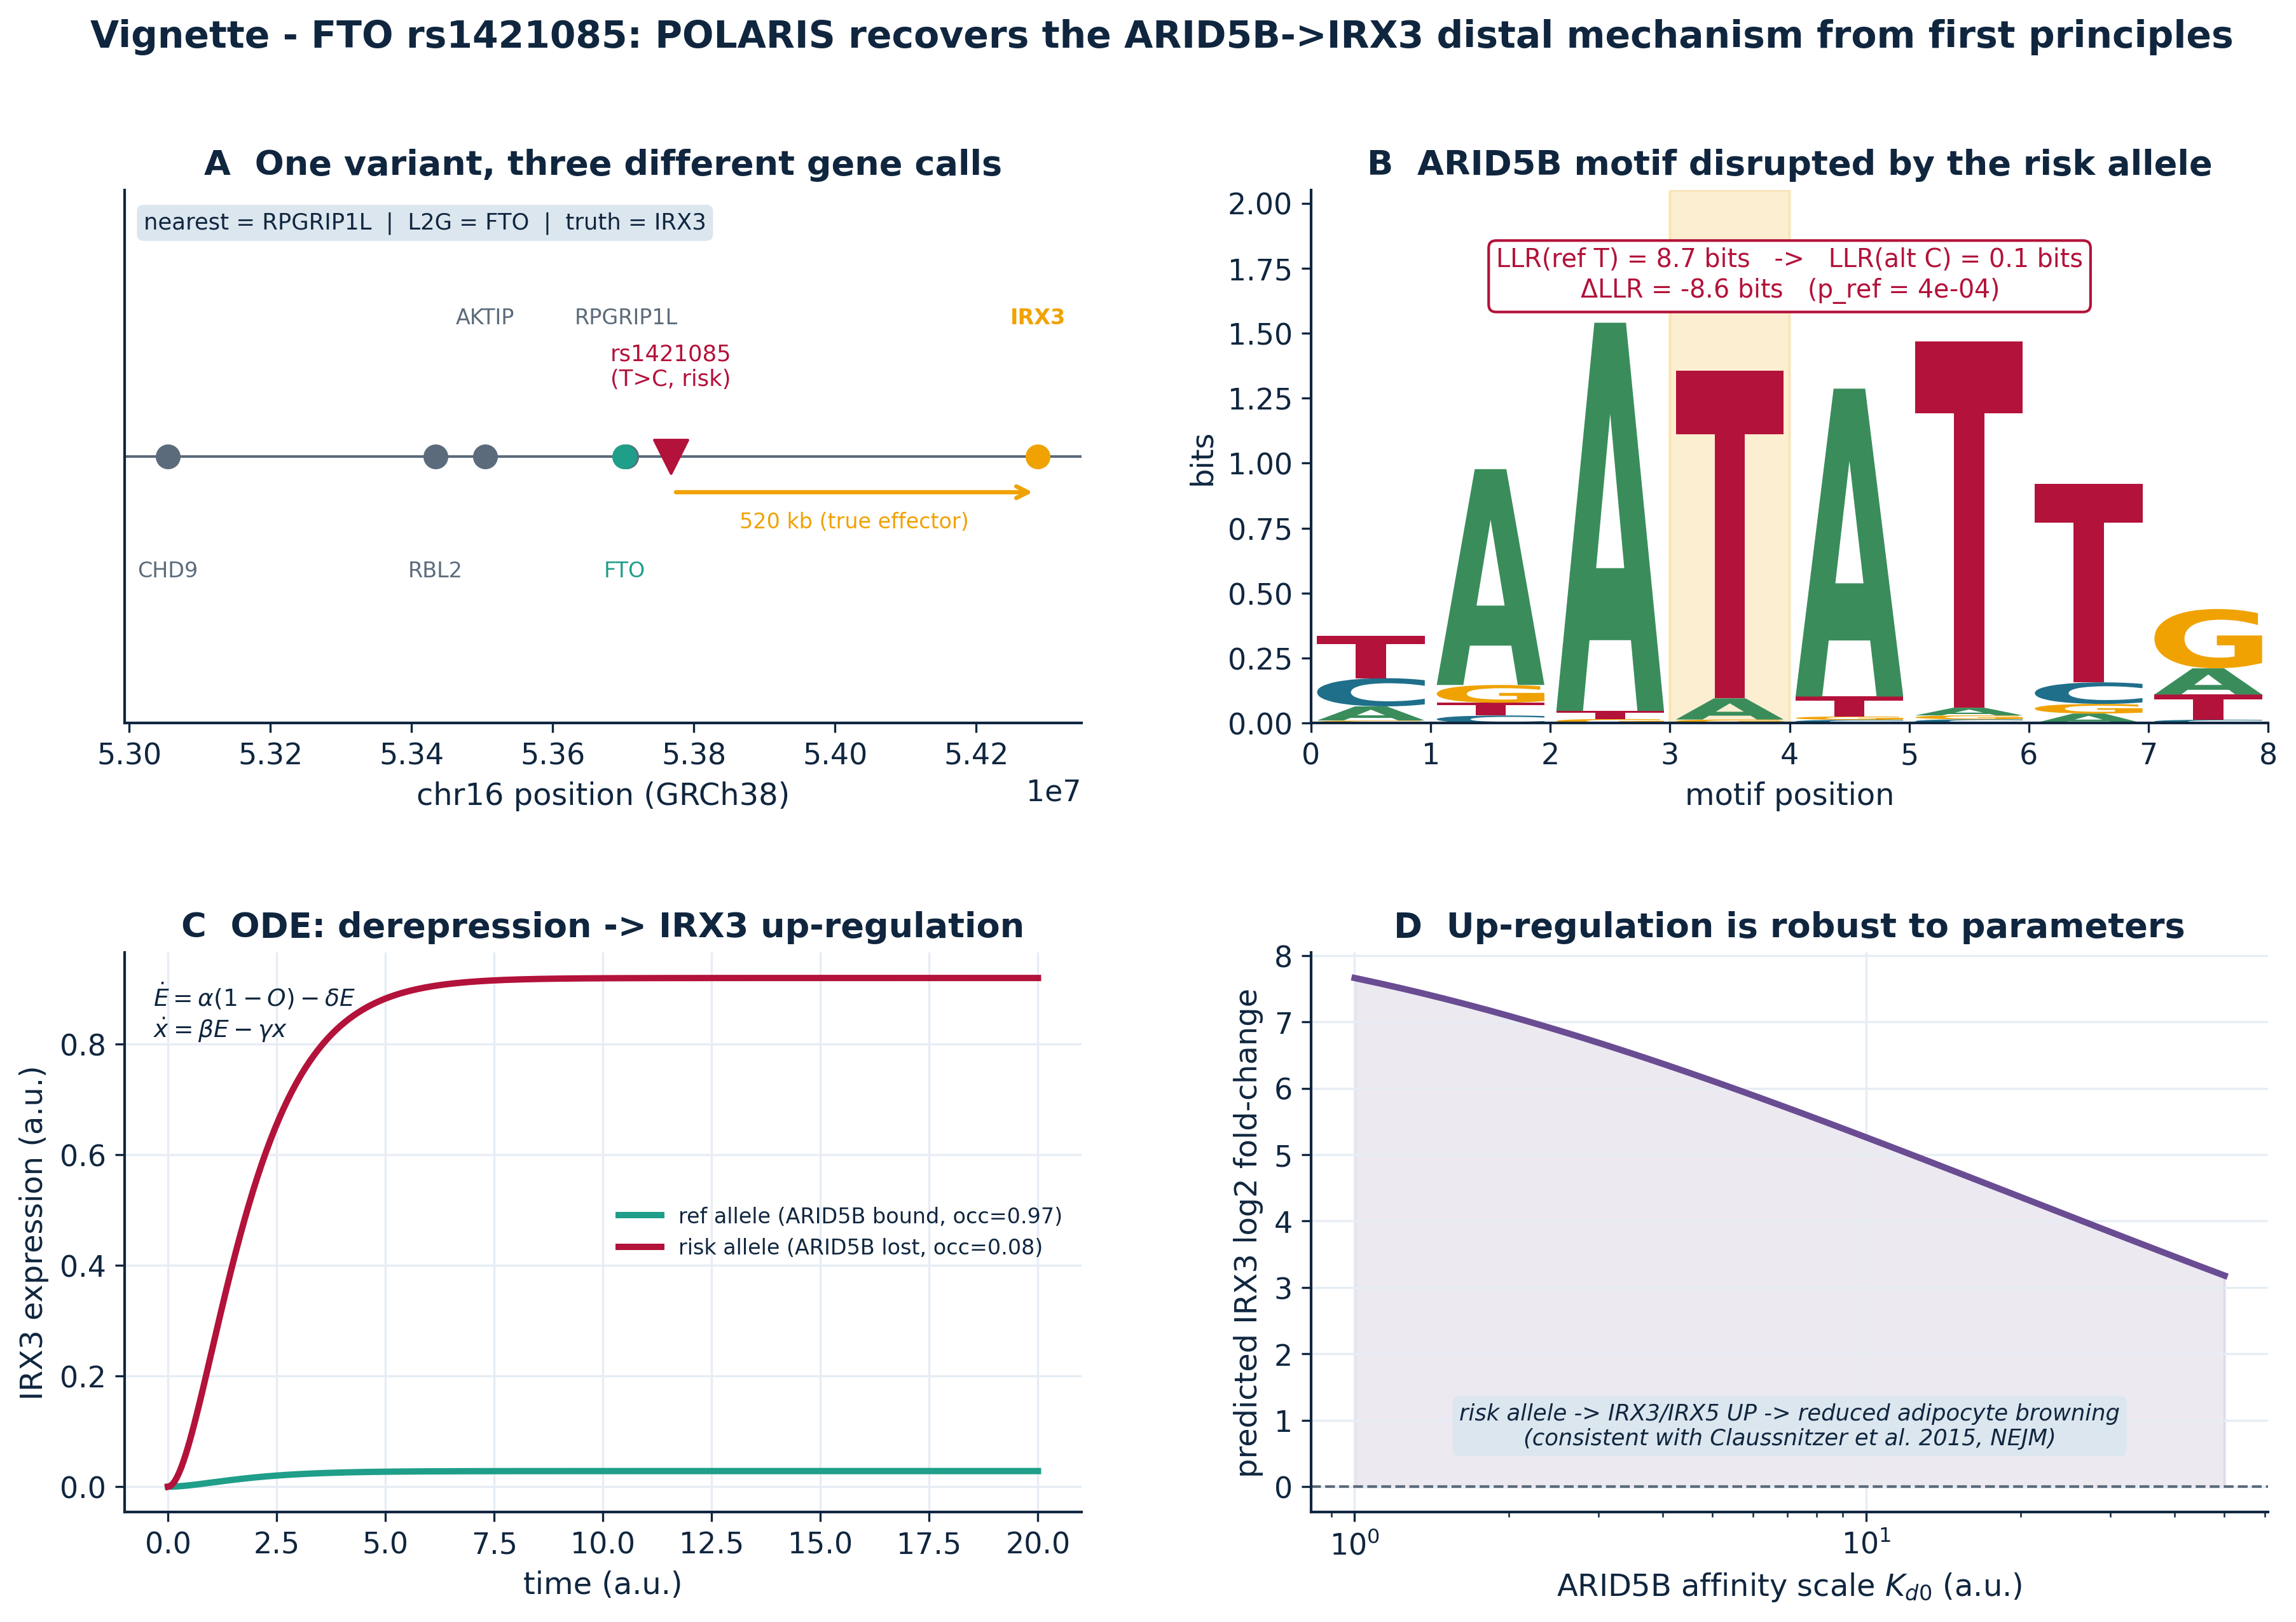 Vignette - FTO rs1421085: POLARIS recovers the ARID5B->IRX3 distal mechanism from first principles
A One variant, three different gene calls
nearest = RPGRIP1L | L2G = FTO | truth = IRX3
AKTIP
RPGRIP1L
IRX3
rs1421085
(T>C, risk)
520 kb (true effector)
CHD9
RBL2
FTO
5.30 5.32 5.34 5.36 5.38 5.40 5.42
1e7
chr16 position (GRCh38)
B ARID5B motif disrupted by the risk allele
LLR(ref T) = 8.7 bits -> LLR(alt C) = 0.1 bits
ΔLLR = -8.6 bits (p_ref = 4e-04)
bits
2.00
1.75
1.50
1.25
1.00
0.75
0.50
0.25
0.00
T C A
A G T C
A T G
T A G
A T G C
T A G C
T C G A
G A T C
0 1 2 3 4 5 6 7 8
motif position
C ODE: derepression -> IRX3 up-regulation
Ė = α(1 − O) − δE
ẋ = βE − γx
IRX3 expression (a.u.)
0.8
0.6
0.4
0.2
0.0
ref allele (ARID5B bound, occ=0.97)
risk allele (ARID5B lost, occ=0.08)
0.0 2.5 5.0 7.5 10.0 12.5 15.0 17.5 20.0
time (a.u.)
D Up-regulation is robust to parameters
predicted IRX3 log2 fold-change
8
7
6
5
4
3
2
1
0
risk allele -> IRX3/IRX5 UP -> reduced adipocyte browning
(consistent with Claussnitzer et al. 2015, NEJM)
10⁰ 10¹
ARID5B affinity scale K_{d0} (a.u.)